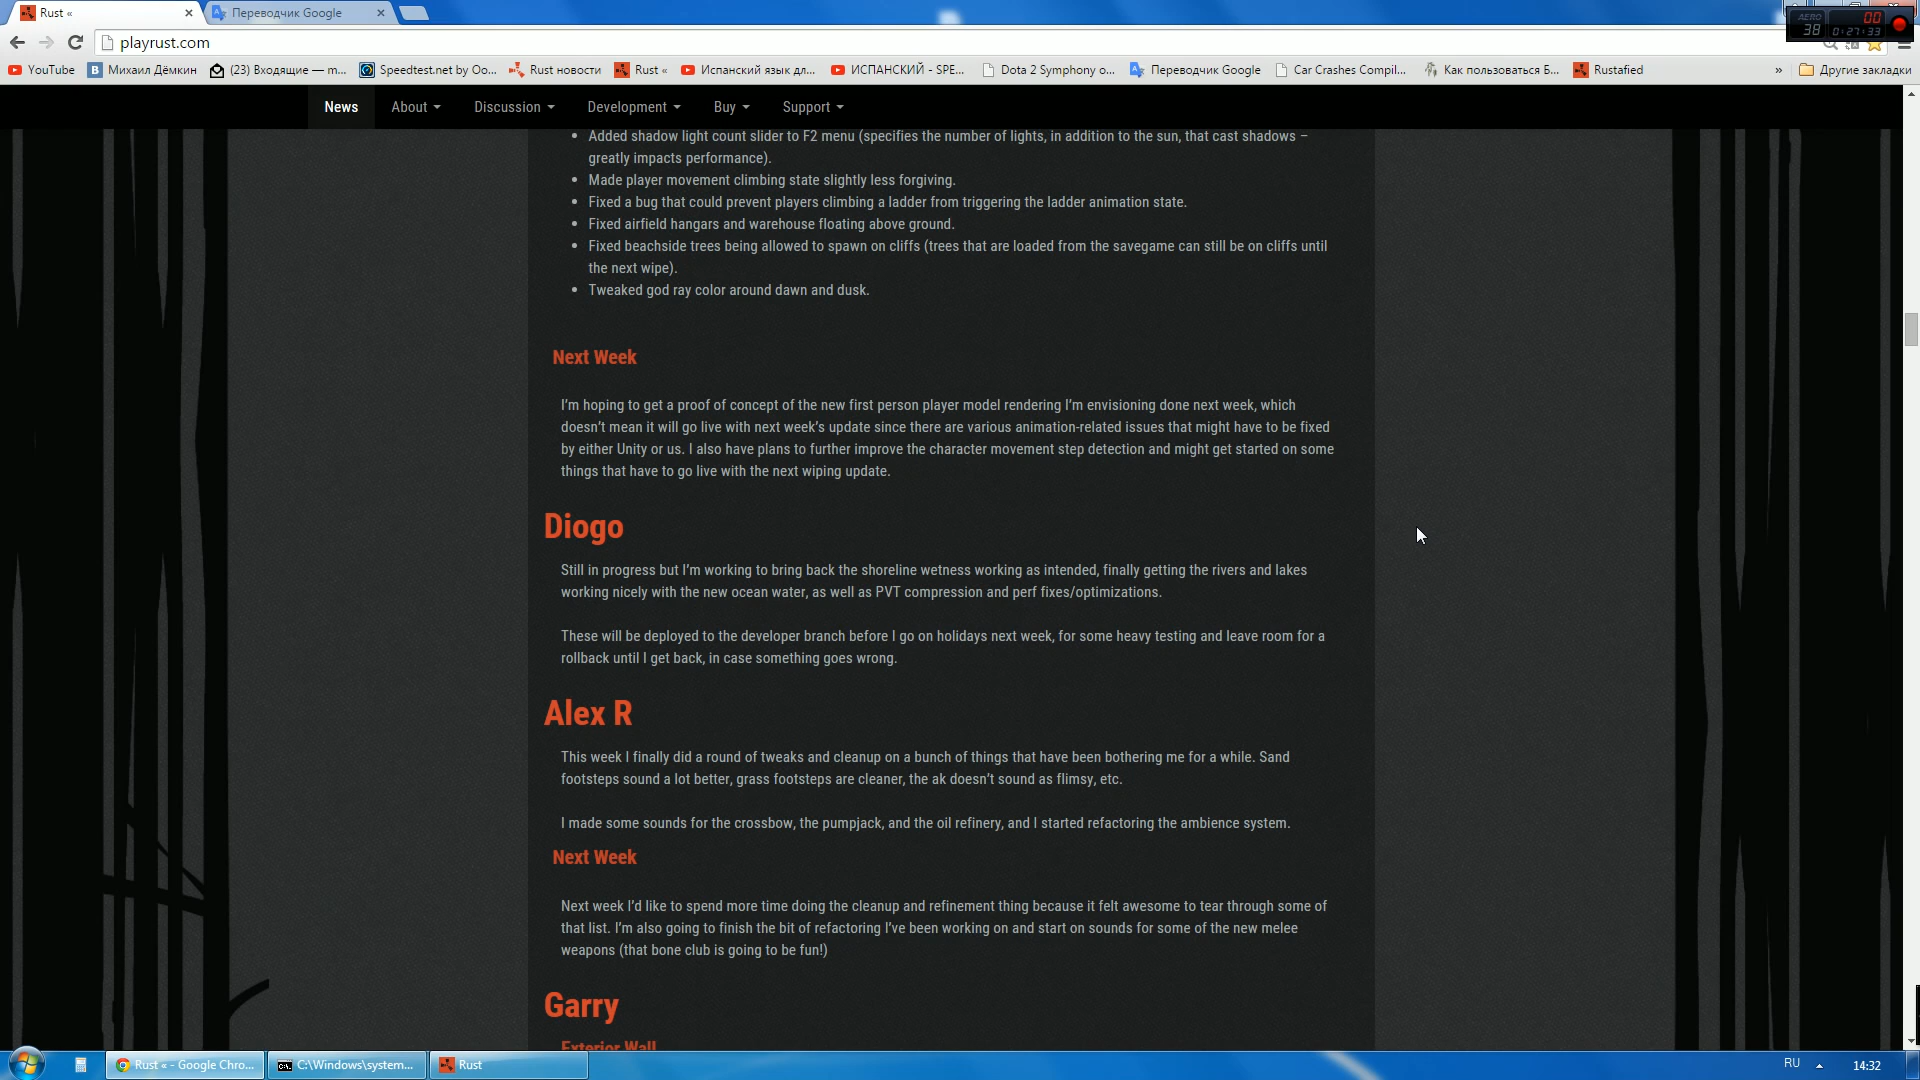 Rust «
Переводчик Google
AERO
38
00
0:27:33
playrust.com
YouTube
Михаил Дёмкин
(23) Входящие — m...
Speedtest.net by Oo...
Rust новости
Rust «
Испанский язык дл...
ИСПАНСКИЙ - SPE...
Dota 2 Symphony o...
Переводчик Google
Car Crashes Compil...
Как пользоваться Б...
Rustafied
»
Другие закладки
News
About
Discussion
Development
Buy
Support
• Added shadow light count slider to F2 menu (specifies the number of lights, in addition to the sun, that cast shadows –
greatly impacts performance).
• Made player movement climbing state slightly less forgiving.
• Fixed a bug that could prevent players climbing a ladder from triggering the ladder animation state.
• Fixed airfield hangars and warehouse floating above ground.
• Fixed beachside trees being allowed to spawn on cliffs (trees that are loaded from the savegame can still be on cliffs until
the next wipe).
• Tweaked god ray color around dawn and dusk.
Next Week
I’m hoping to get a proof of concept of the new first person player model rendering I’m envisioning done next week, which
doesn’t mean it will go live with next week’s update since there are various animation-related issues that might have to be fixed
by either Unity or us. I also have plans to further improve the character movement step detection and might get started on some
things that have to go live with the next wiping update.
Diogo
Still in progress but I’m working to bring back the shoreline wetness working as intended, finally getting the rivers and lakes
working nicely with the new ocean water, as well as PVT compression and perf fixes/optimizations.
These will be deployed to the developer branch before I go on holidays next week, for some heavy testing and leave room for a
rollback until I get back, in case something goes wrong.
Alex R
This week I finally did a round of tweaks and cleanup on a bunch of things that have been bothering me for a while. Sand
footsteps sound a lot better, grass footsteps are cleaner, the ak doesn’t sound as flimsy, etc.
I made some sounds for the crossbow, the pumpjack, and the oil refinery, and I started refactoring the ambience system.
Next Week
Next week I’d like to spend more time doing the cleanup and refinement thing because it felt awesome to tear through some of
that list. I’m also going to finish the bit of refactoring I’ve been working on and start on sounds for some of the new melee
weapons (that bone club is going to be fun!)
Garry
Exterior Wall
Rust « - Google Chro...
C:\Windows\system...
Rust
RU
14:32